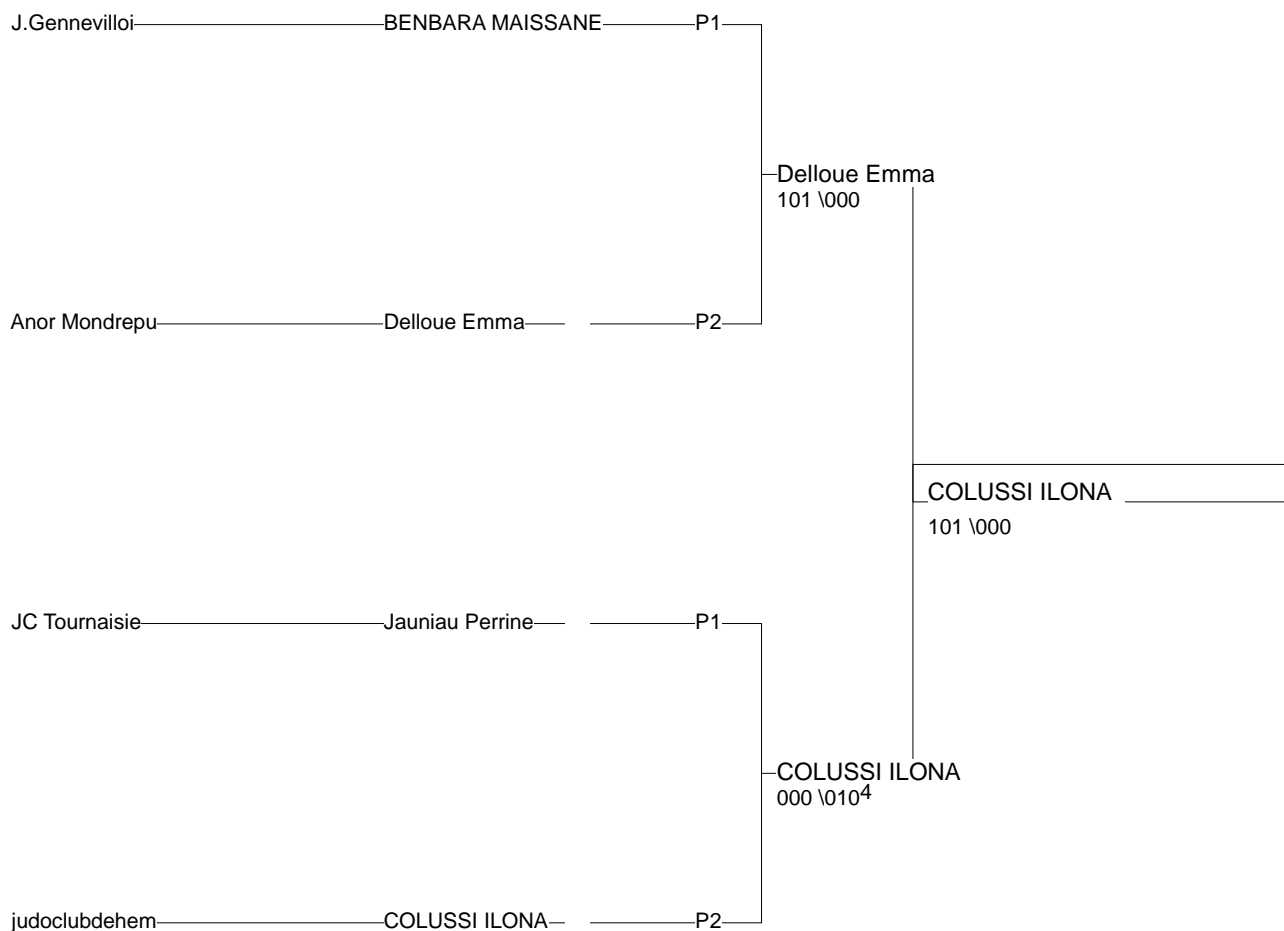 J.Gennevilloi BENBARA MAISSANE P1
Delloue Emma
101 \000
Anor Mondrepu Delloue Emma P2
COLUSSI ILONA
101 \000
JC Tournaisie Jauniau Perrine P1
COLUSSI ILONA
000 \010 4
judoclubdehem COLUSSI ILONA P2